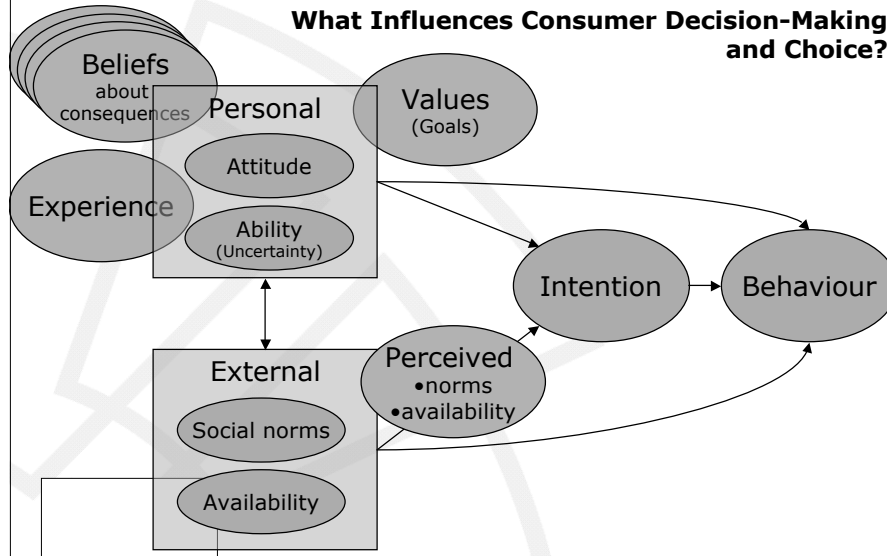 What Influences Consumer Decision-Making
and Choice?
Beliefs
about
consequences
Personal
Values
(Goals)
Attitude
Experience
Ability
(Uncertainty)
Intention
Behaviour
External
Perceived
•norms
•availability
Social norms
Availability